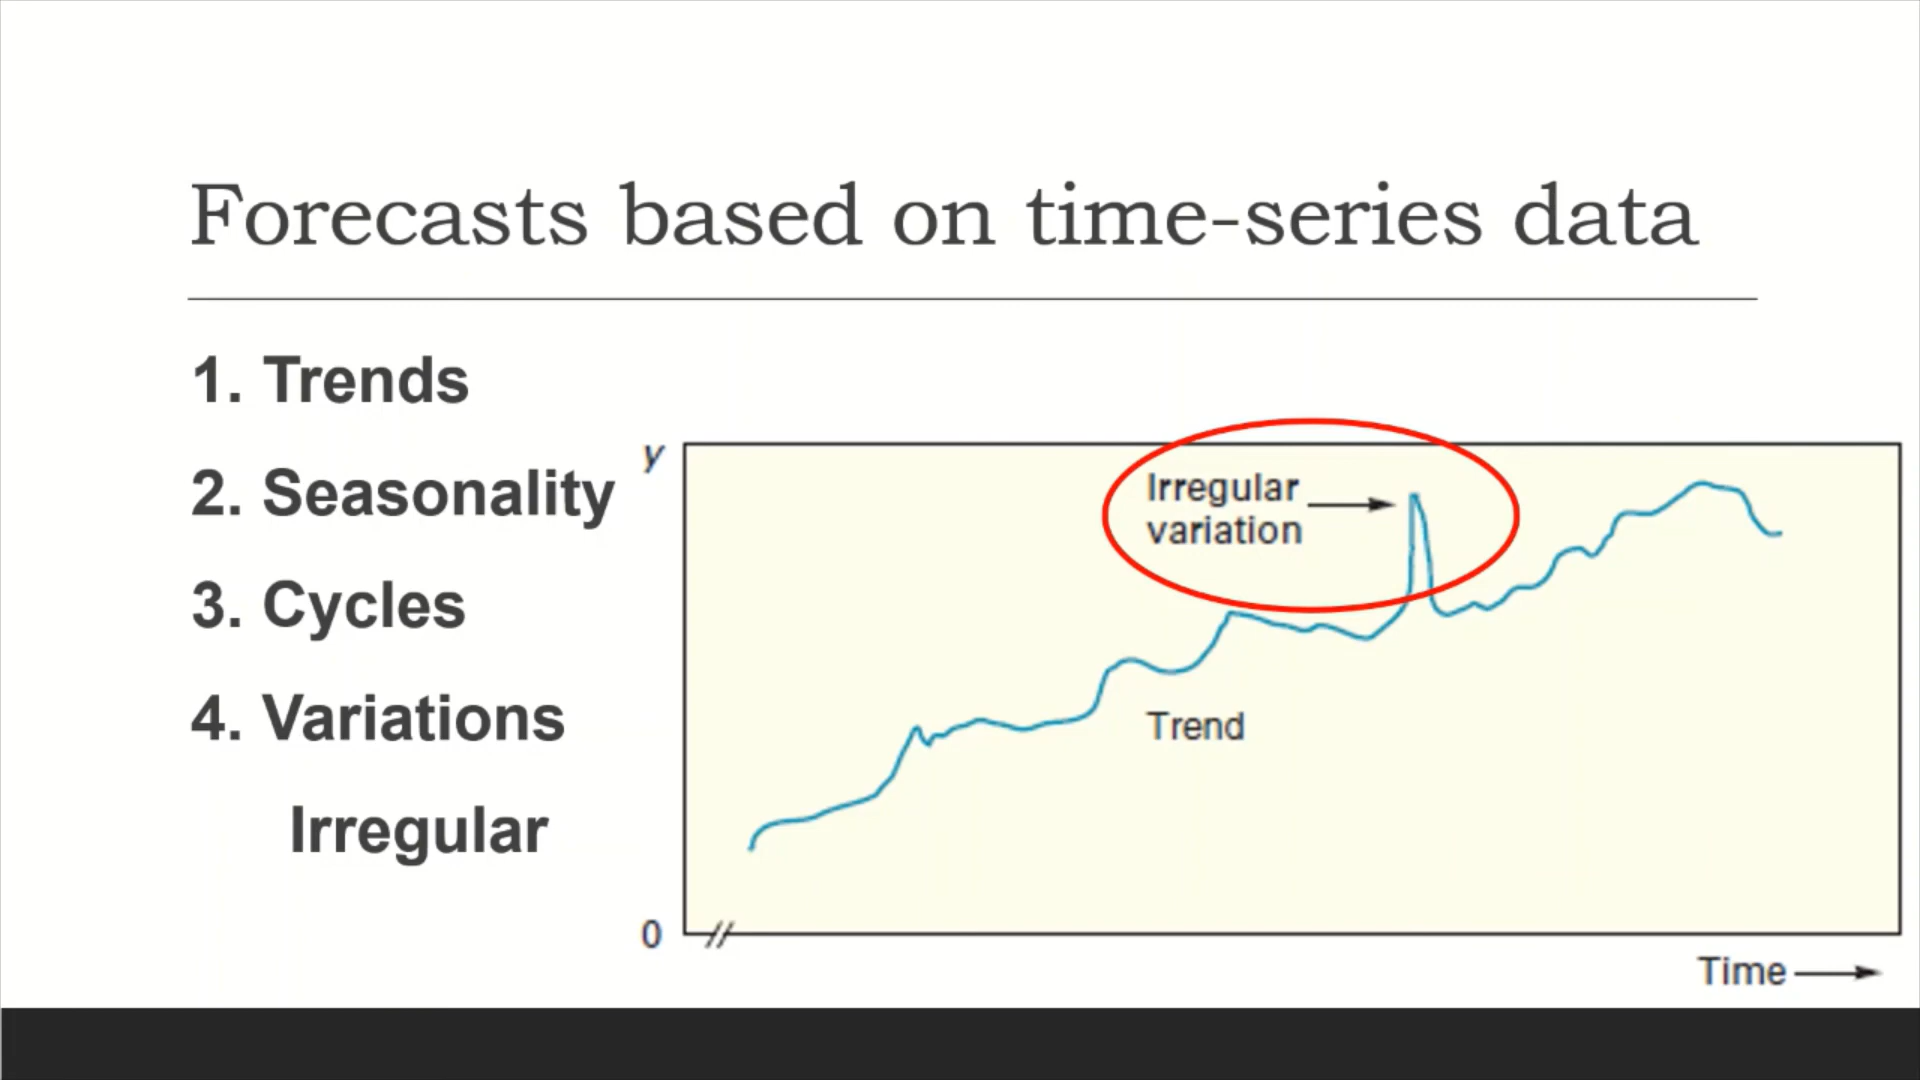 Forecasts based on time-series data
1. Trends
2. Seasonality
3. Cycles
4. Variations
Irregular
y
Irregular
variation
Trend
0
Time